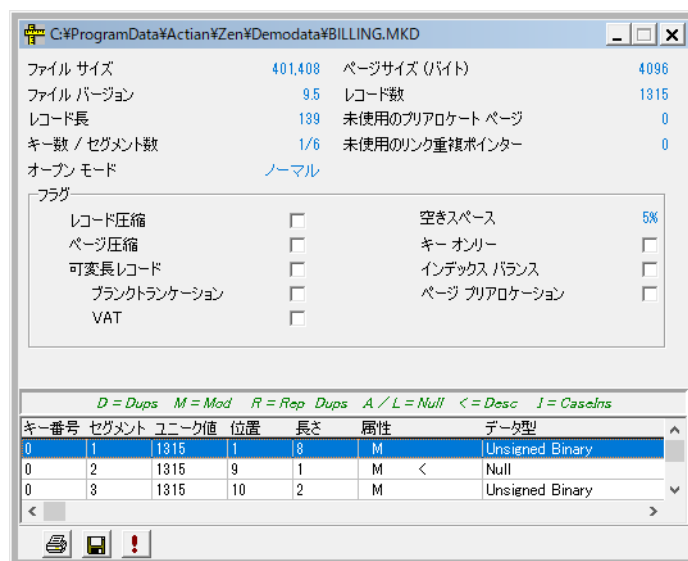 C:¥ProgramData¥Actian¥Zen¥Demodata¥BILLING.MKD
ファイル サイズ 401,408 ページサイズ (バイト) 4096
ファイル バージョン 9.5 レコード数 1315
レコード長 139 未使用のプリアロケート ページ 0
キー数 / セグメント数 1/6 未使用のリンク重複ポインター 0
オープン モード ノーマル
フラグ
レコード圧縮 空きスペース 5%
ページ圧縮 キー オンリー
可変長レコード インデックス バランス
ブランクトランケーション ページ プリアロケーション
VAT
D = Dups M = Mod R = Rep Dups A / L = Null < = Desc I = CaseIns
キー番号 セグメント ユニーク値 位置 長さ 属性 データ型
0 1 1315 1 8 M Unsigned Binary
0 2 1315 9 1 M < Null
0 3 1315 10 2 M Unsigned Binary